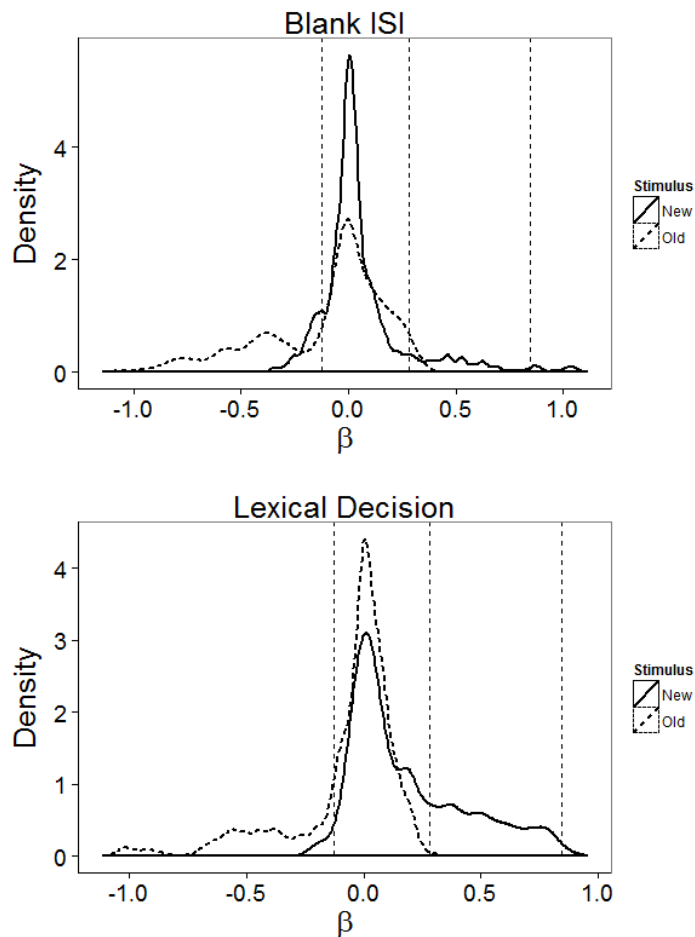 Blank ISI
Density
4
2
0
-1.0 -0.5 0.0 0.5 1.0
β
Stimulus
New
Old
Lexical Decision
Density
4
3
2
1
0
-1.0 -0.5 0.0 0.5 1.0
β
Stimulus
New
Old